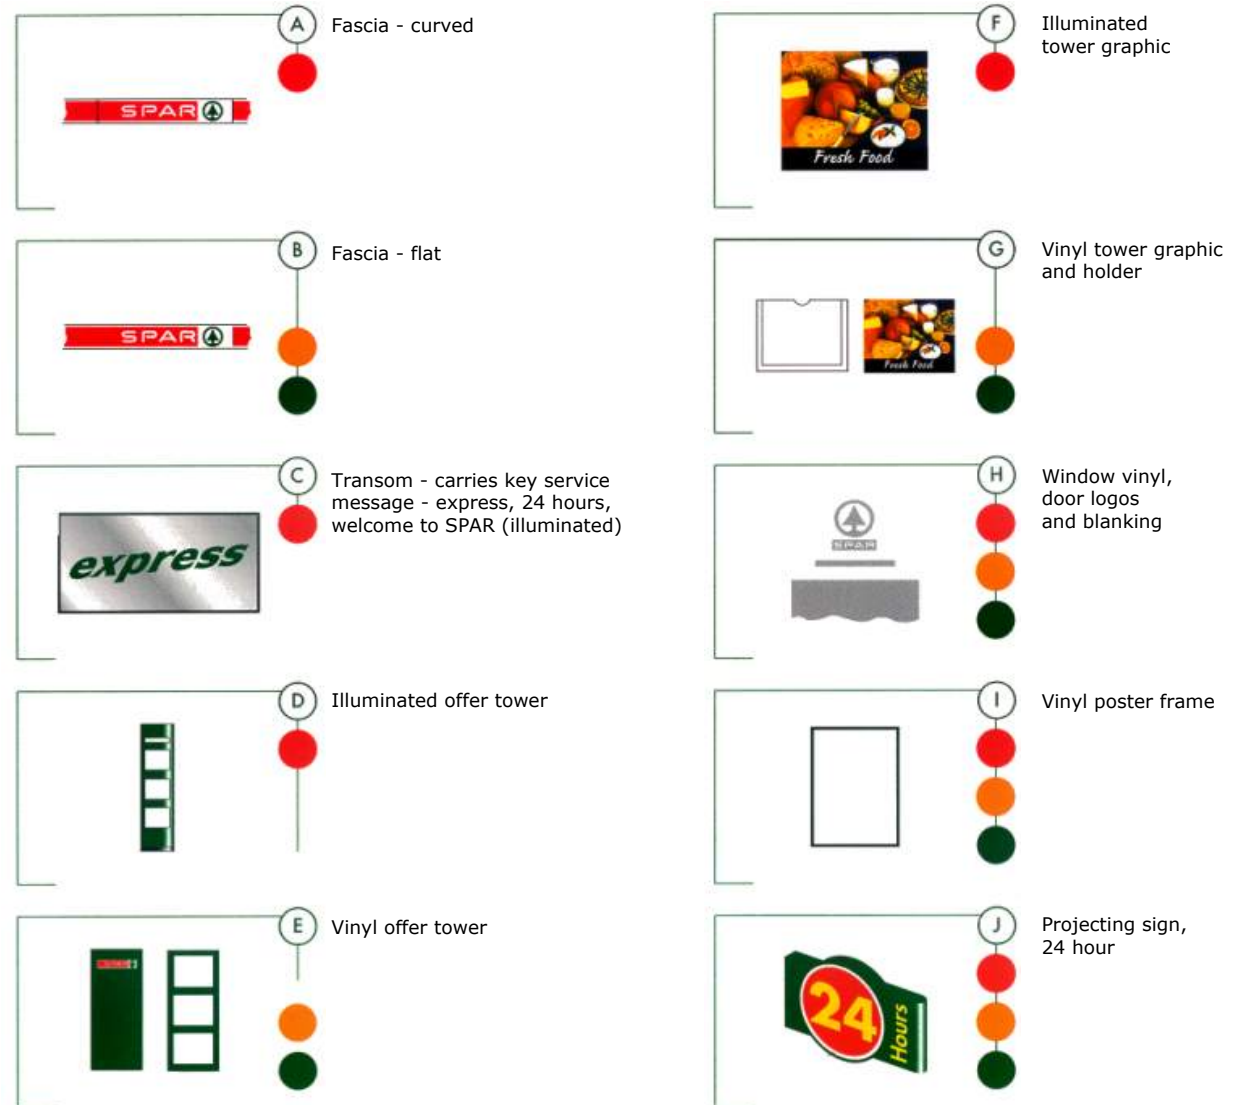 A
Fascia - curved
SPAR
B
Fascia - flat
SPAR
C
Transom - carries key service
message - express, 24 hours,
welcome to SPAR (illuminated)
express
D
Illuminated offer tower
E
Vinyl offer tower
F
Illuminated
tower graphic
Fresh Food
G
Vinyl tower graphic
and holder
Fresh Food
H
Window vinyl,
door logos
and blanking
SPAR
I
Vinyl poster frame
J
Projecting sign,
24 hour
24
Hours